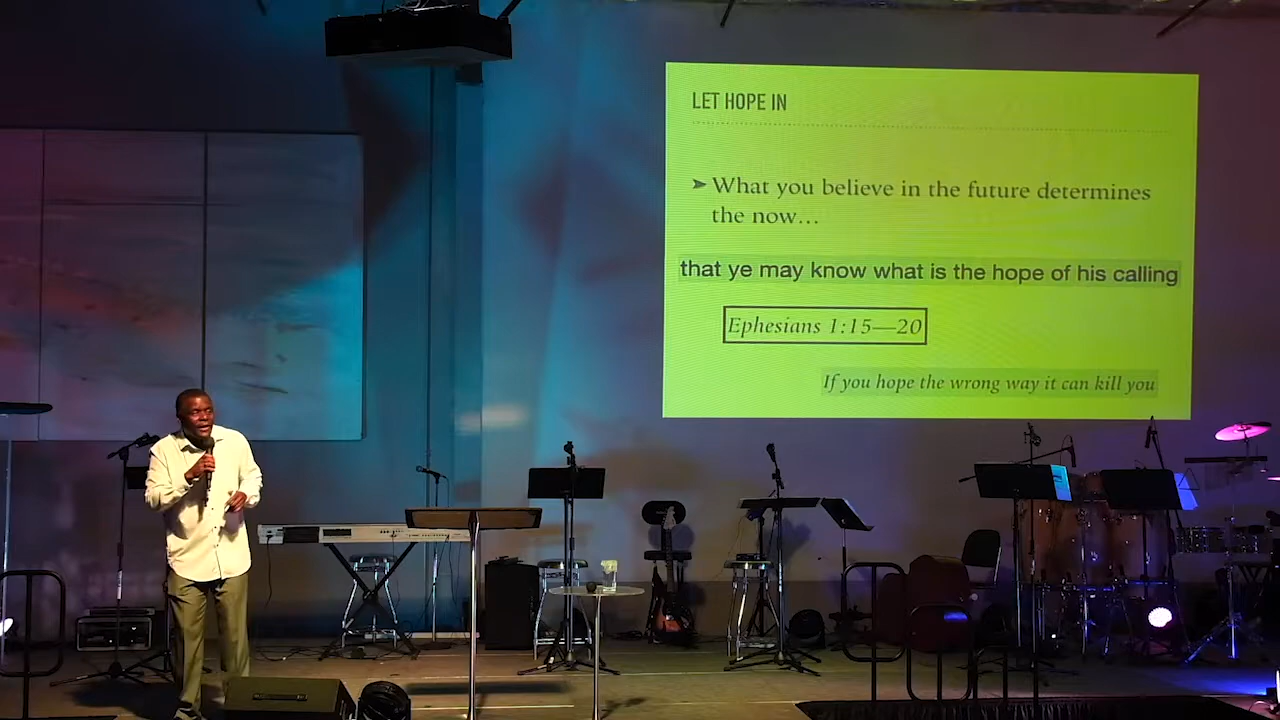 LET HOPE IN
➤ What you believe in the future determines
the now...
that ye may know what is the hope of his calling
Ephesians 1:15—20
If you hope the wrong way it can kill you